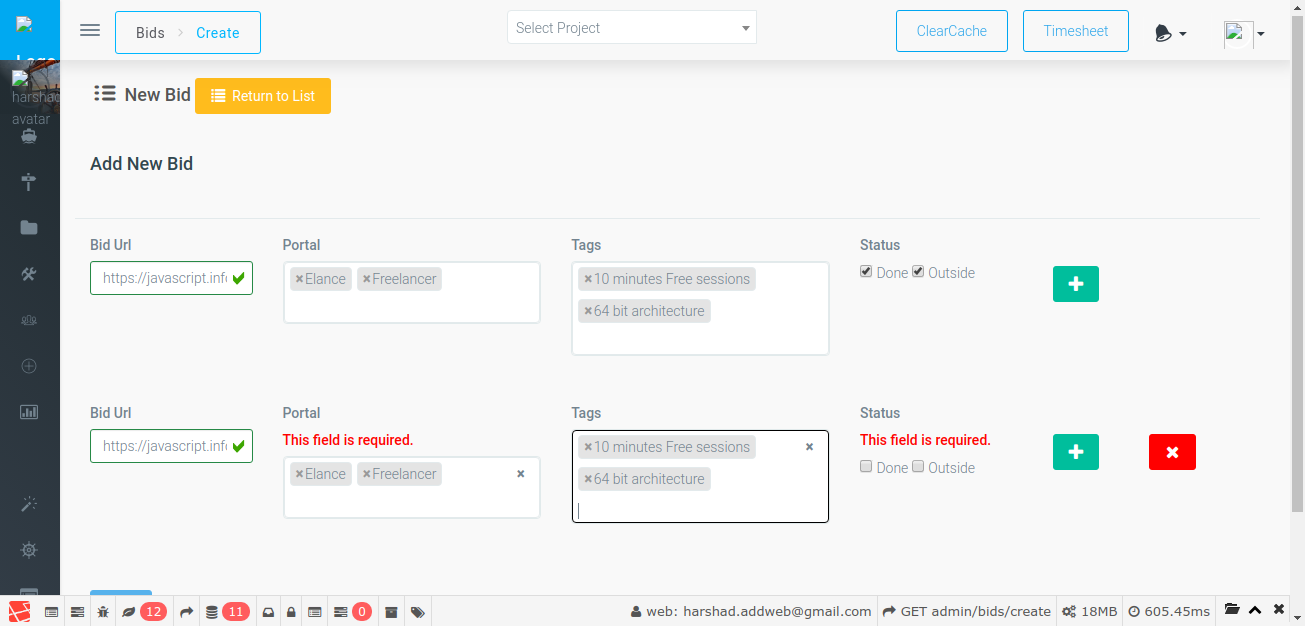 Logo
Bids > Create
Select Project
ClearCache
Timesheet
harshad
avatar
New Bid
Return to List
Add New Bid
Bid Url
Portal
Tags
Status
https://javascript.info
×Elance
×Freelancer
×10 minutes Free sessions
×64 bit architecture
Done
Outside
Bid Url
Portal
Tags
Status
This field is required.
This field is required.
https://javascript.info
×Elance
×Freelancer
×
×10 minutes Free sessions
×
×64 bit architecture
Done
Outside
12
11
0
web: harshad.addweb@gmail.com
GET admin/bids/create
18MB
605.45ms